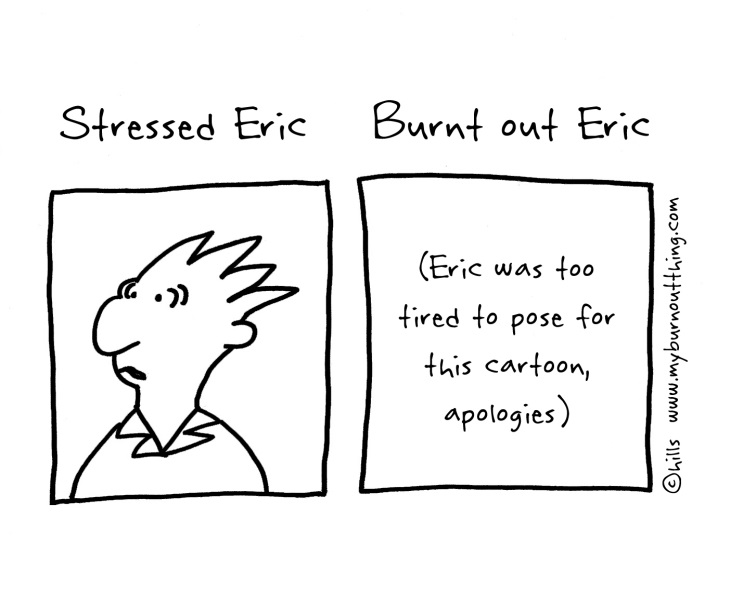 Stressed Eric
Burnt out Eric
(Eric was too
tired to pose for
this cartoon,
apologies)
©hills www.myburnoutthing.com